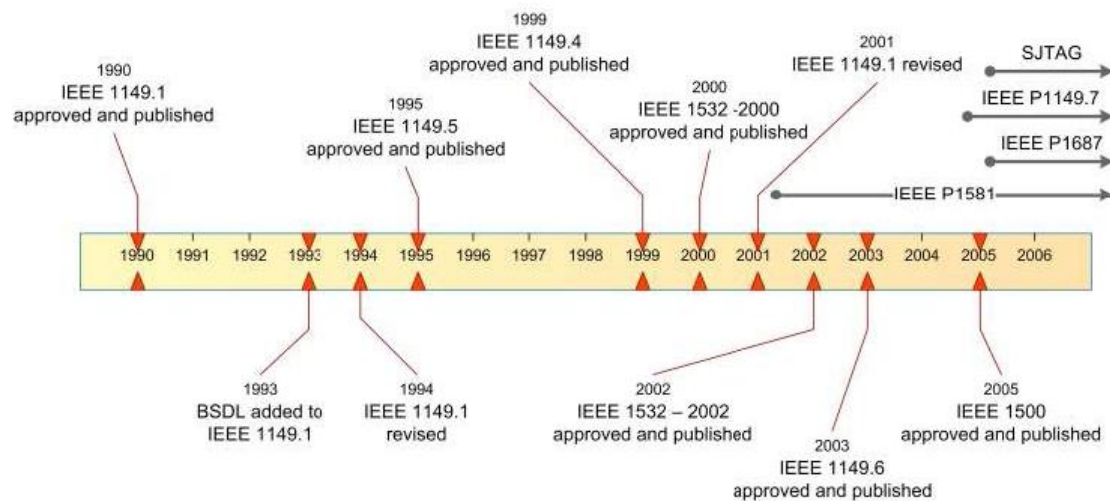 1990
IEEE 1149.1
approved and published
1995
IEEE 1149.5
approved and published
1999
IEEE 1149.4
approved and published
2000
IEEE 1532 -2000
approved and published
2001
IEEE 1149.1 revised
SJTAG
IEEE P1149.7
IEEE P1687
IEEE P1581
1990 1991 1992 1993 1994 1995 1996 1997 1998 1999 2000 2001 2002 2003 2004 2005 2006
1993
BSDL added to
IEEE 1149.1
1994
IEEE 1149.1
revised
2002
IEEE 1532 – 2002
approved and published
2003
IEEE 1149.6
approved and published
2005
IEEE 1500
approved and published